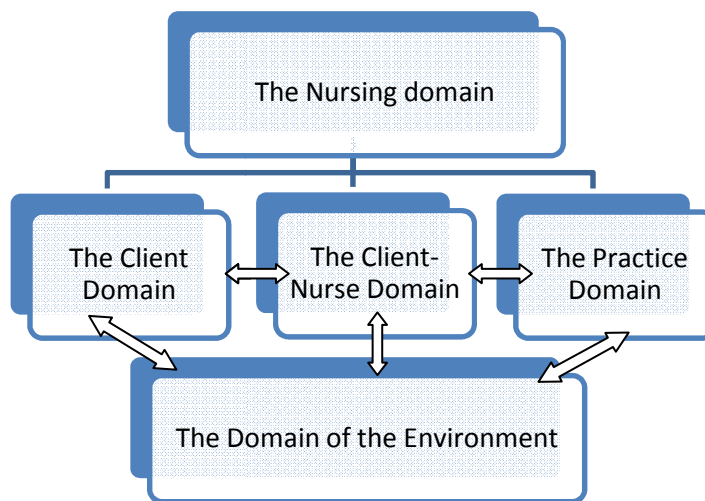 The Nursing domain
The Client
Domain
The Client-
Nurse Domain
The Practice
Domain
The Domain of the Environment